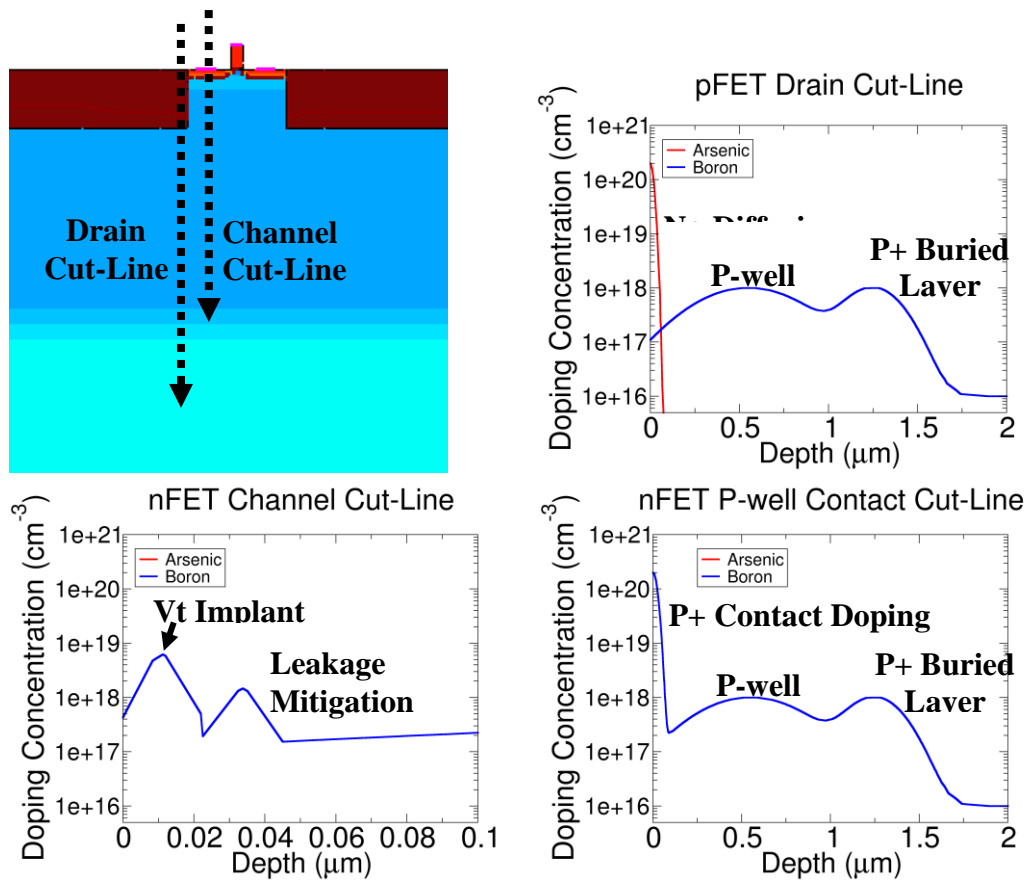 Drain
Cut-Line
Channel
Cut-Line
pFET Drain Cut-Line
Doping Concentration (cm⁻³)
1e+21
1e+20
1e+19
1e+18
1e+17
1e+16
Arsenic
Boron
P-well
P+ Buried
Layer
0
0.5
1
1.5
2
Depth (μm)
nFET Channel Cut-Line
Doping Concentration (cm⁻³)
1e+21
1e+20
1e+19
1e+18
1e+17
1e+16
Arsenic
Boron
Vt Implant
Leakage
Mitigation
0
0.02
0.04
0.06
0.08
0.1
Depth (μm)
nFET P-well Contact Cut-Line
Doping Concentration (cm⁻³)
1e+21
1e+20
1e+19
1e+18
1e+17
1e+16
Arsenic
Boron
P+ Contact Doping
P-well
P+ Buried
Layer
0
0.5
1
1.5
2
Depth (μm)